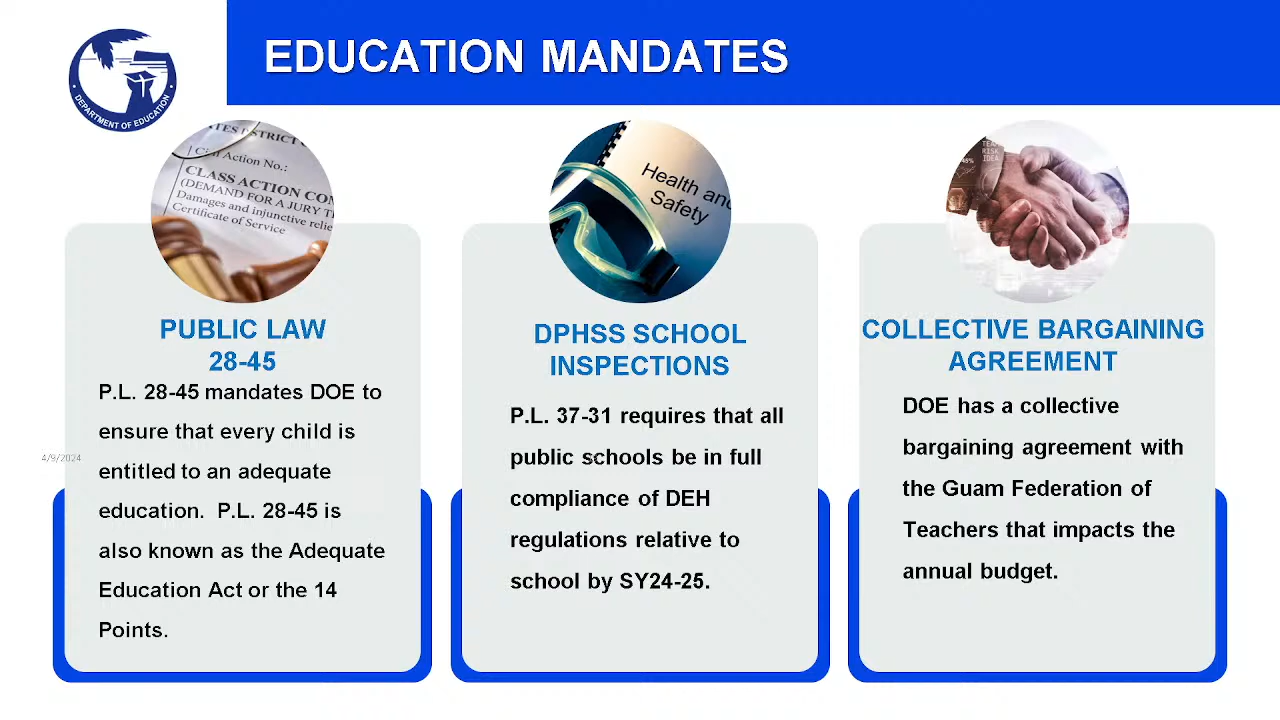 EDUCATION MANDATES
DEPARTMENT OF EDUCATION
Action No.:
CLASS ACTION
(DEMAND FOR A JURY
Damages and injunctive
Certificate of Service
Health and
Safety
TEAM
RISK
IDEA
PUBLIC LAW
28-45
P.L. 28-45 mandates DOE to
ensure that every child is
entitled to an adequate
education. P.L. 28-45 is
also known as the Adequate
Education Act or the 14
Points.
DPHSS SCHOOL
INSPECTIONS
P.L. 37-31 requires that all
public schools be in full
compliance of DEH
regulations relative to
school by SY24-25.
COLLECTIVE BARGAINING
AGREEMENT
DOE has a collective
bargaining agreement with
the Guam Federation of
Teachers that impacts the
annual budget.
4/9/2024